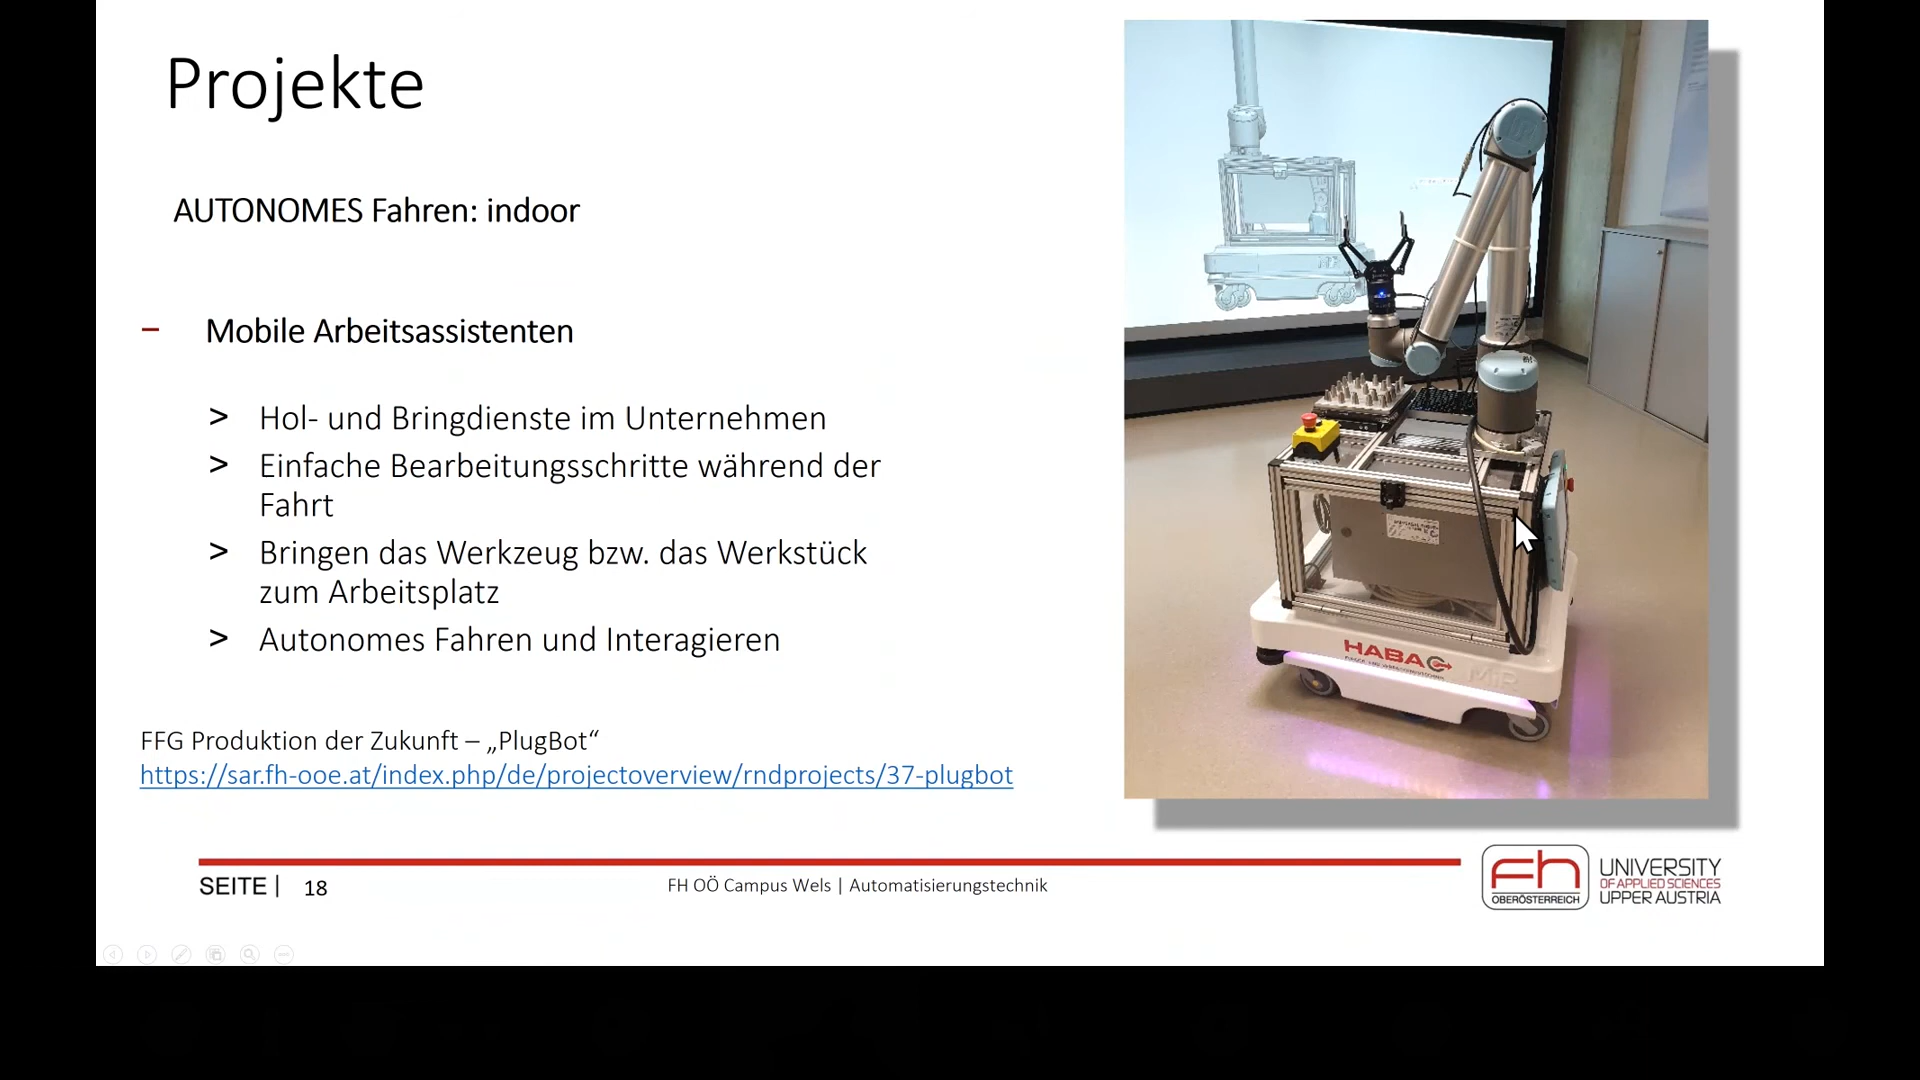 Projekte
AUTONOMES Fahren: indoor
– Mobile Arbeitsassistenten
> Hol- und Bringdienste im Unternehmen
> Einfache Bearbeitungsschritte während der
Fahrt
> Bringen das Werkzeug bzw. das Werkstück
zum Arbeitsplatz
> Autonomes Fahren und Interagieren
FFG Produktion der Zukunft – „PlugBot“
https://sar.fh-ooe.at/index.php/de/projectoverview/rndprojects/37-plugbot
HABA
MiR
SEITE | 18
FH OÖ Campus Wels | Automatisierungstechnik
fh
OBERÖSTERREICH
UNIVERSITY
OF APPLIED SCIENCES
UPPER AUSTRIA